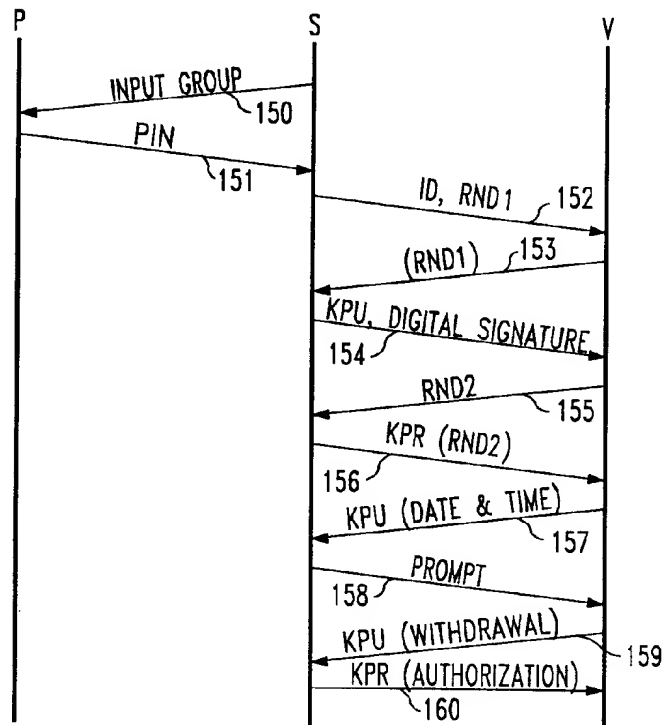 P S V
INPUT GROUP
150
PIN
151
ID, RND1
152
(RND1)
153
KPU, DIGITAL SIGNATURE
154
RND2
155
KPR (RND2)
156
KPU (DATE & TIME)
157
PROMPT
158
KPU (WITHDRAWAL)
159
KPR (AUTHORIZATION)
160